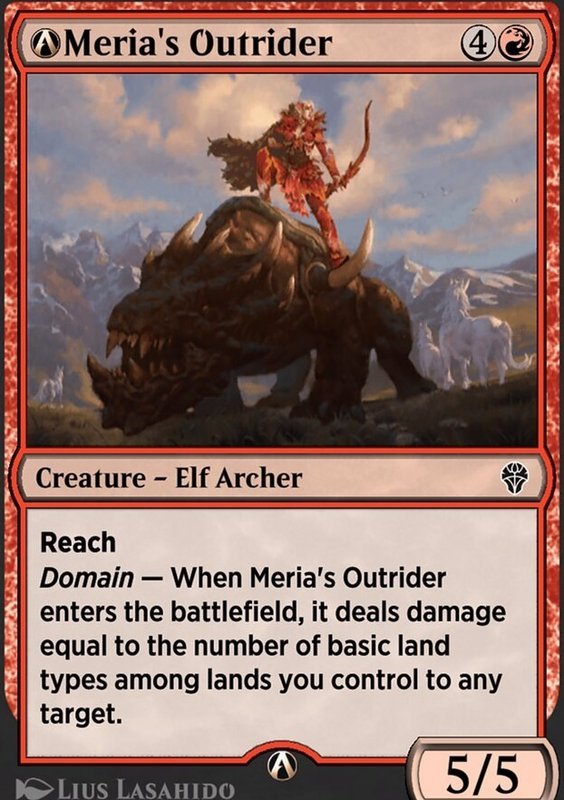 Meria's Outrider 4
Creature – Elf Archer
Reach
Domain — When Meria's Outrider
enters the battlefield, it deals damage
equal to the number of basic land
types among lands you control to any
target.
5/5
Lius Lasahido